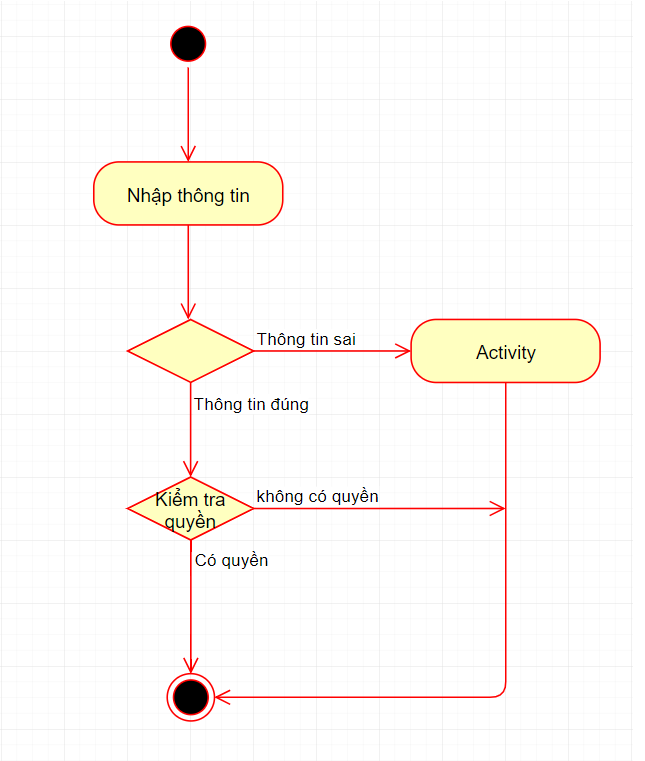 Nhập thông tin
Thông tin sai
Activity
Thông tin đúng
Kiểm tra
quyền
không có quyền
Có quyền